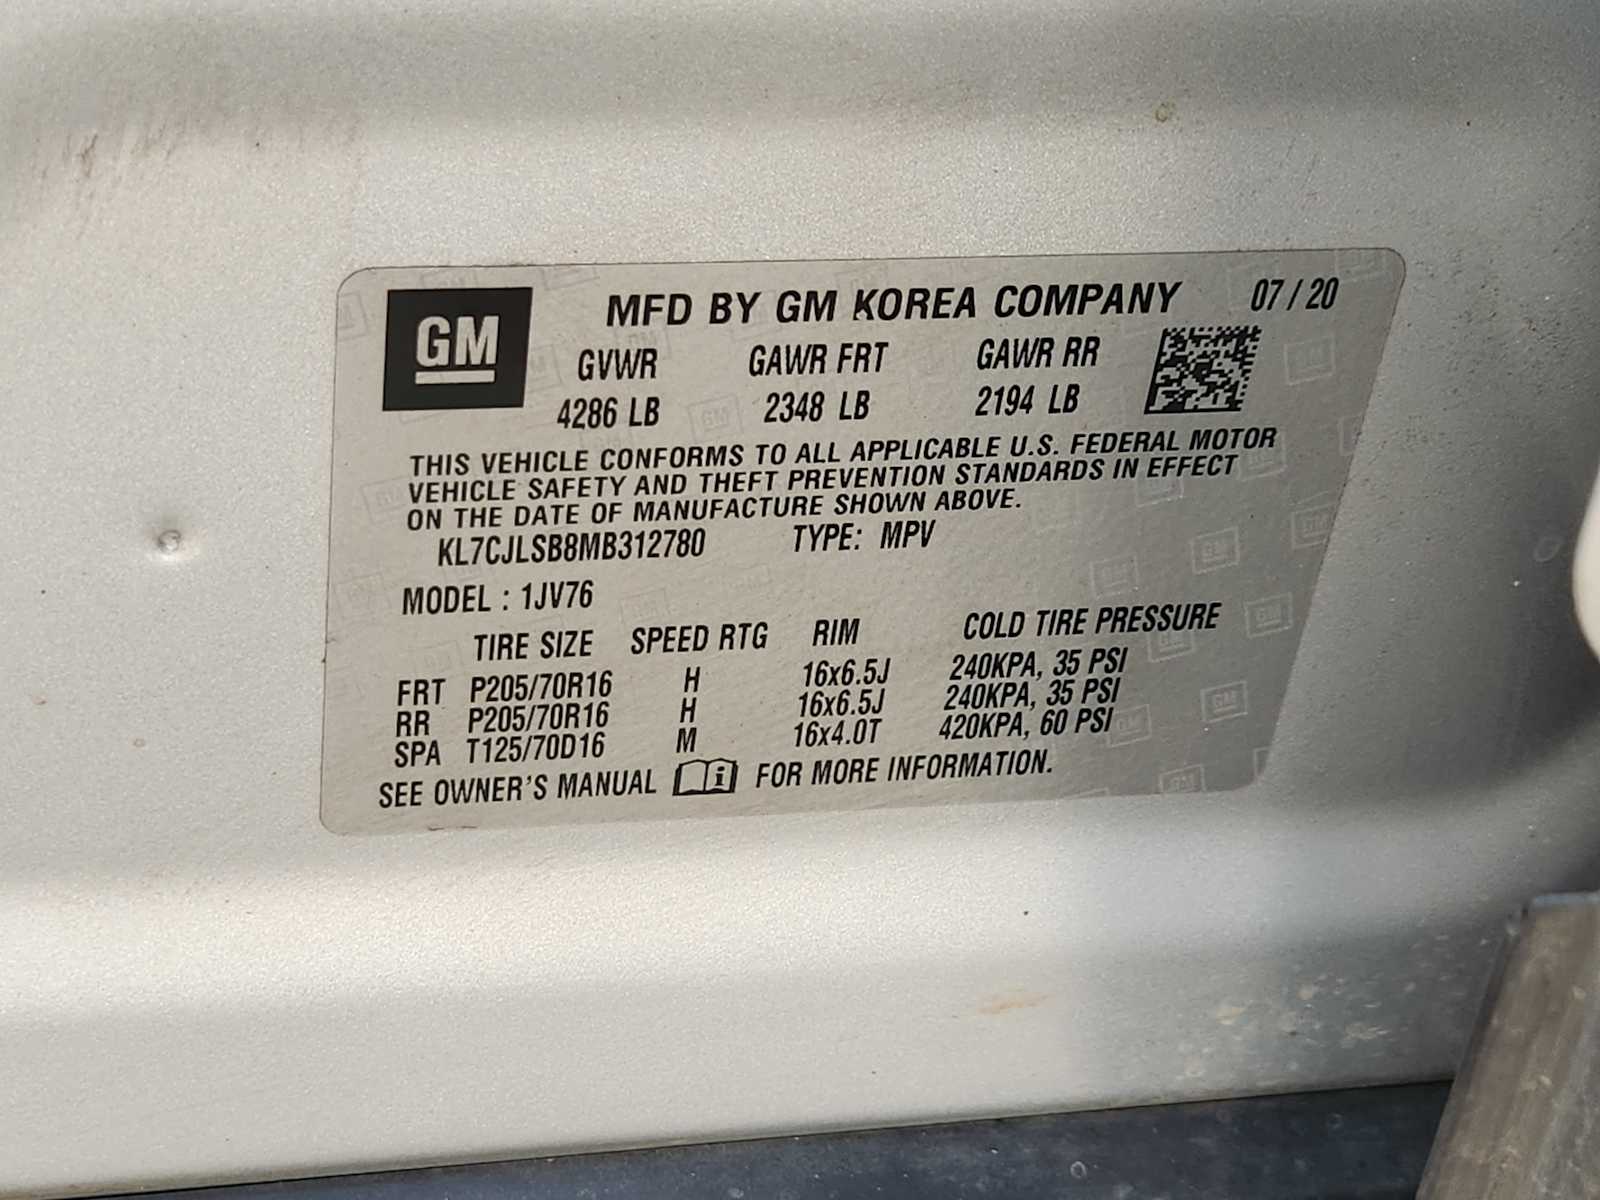 GM
MFD BY GM KOREA COMPANY 07/20
GVWR GAWR FRT GAWR RR
4286 LB 2348 LB 2194 LB
THIS VEHICLE CONFORMS TO ALL APPLICABLE U.S. FEDERAL MOTOR
VEHICLE SAFETY AND THEFT PREVENTION STANDARDS IN EFFECT
ON THE DATE OF MANUFACTURE SHOWN ABOVE.
KL7CJLSB8MB312780 TYPE: MPV
MODEL : 1JV76
TIRE SIZE SPEED RTG RIM COLD TIRE PRESSURE
FRT P205/70R16 H 16x6.5J 240KPA, 35 PSI
RR P205/70R16 H 16x6.5J 240KPA, 35 PSI
SPA T125/70D16 M 16x4.0T 420KPA, 60 PSI
SEE OWNER'S MANUAL i FOR MORE INFORMATION.